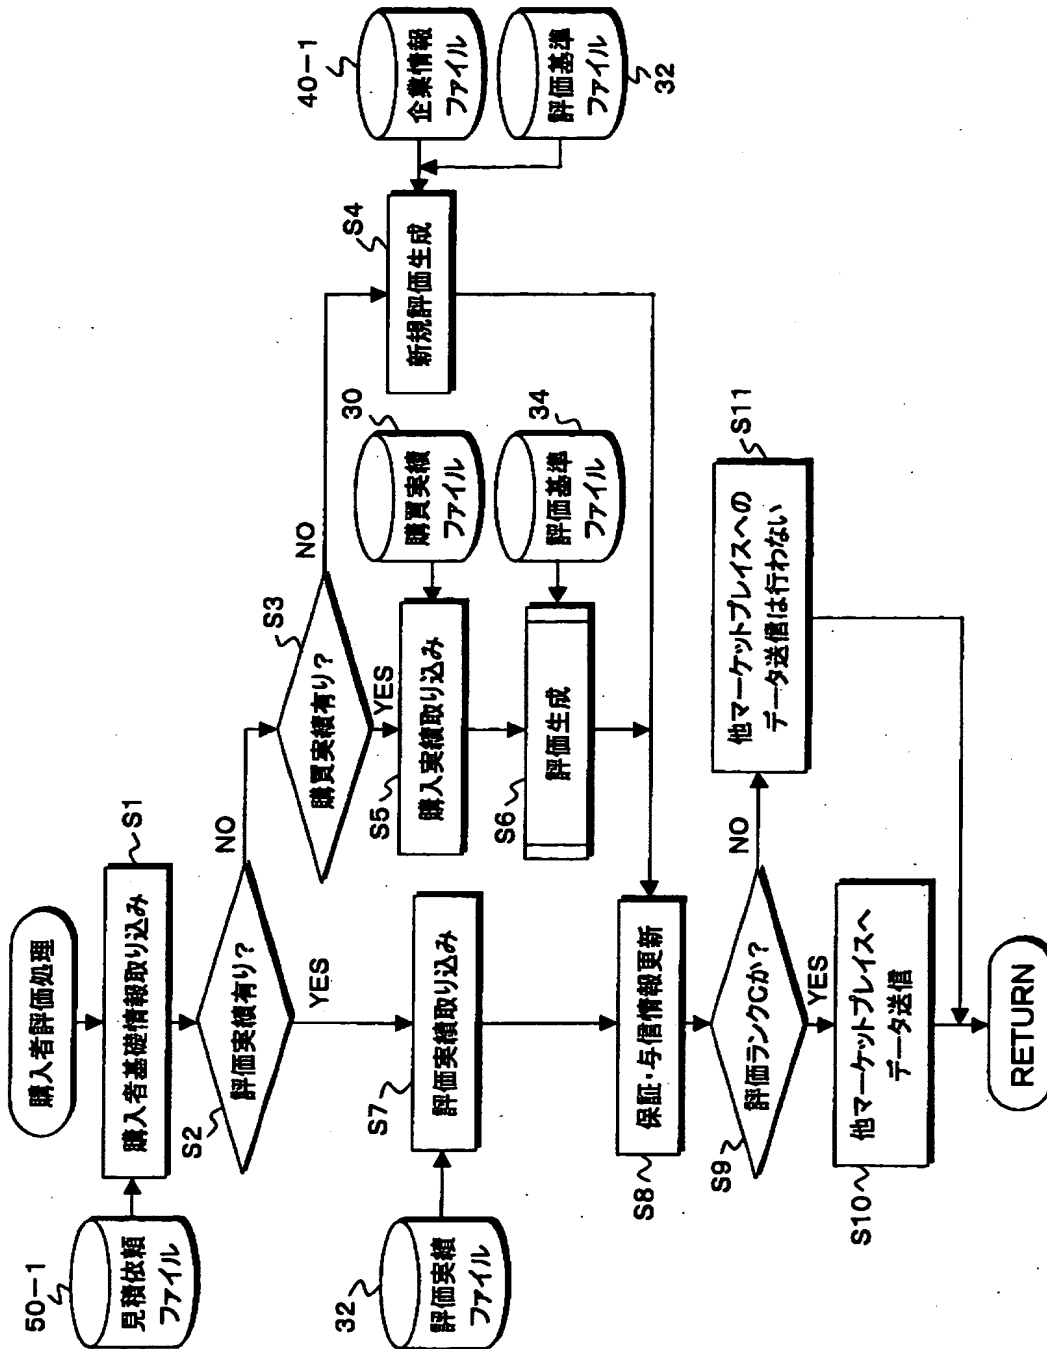 購入者評価処理
50-1
見積依頼
ファイル
購入者基礎情報取り込み
S1
評価実績有り?
S2
NO
YES
購買実績有り?
S3
NO
YES
新規評価生成
S4
40-1
企業情報
ファイル
評価基準
ファイル
32
購入実績取り込み
S5
30
購買実績
ファイル
評価生成
S6
34
評価基準
ファイル
32
評価実績
ファイル
評価実績取り込み
S7
保証・与信情報更新
S8
評価ランクCか?
S9
NO
YES
他マーケットプレイスへ
データ送信
S10
他マーケットプレイスへの
データ送信は行わない
S11
RETURN